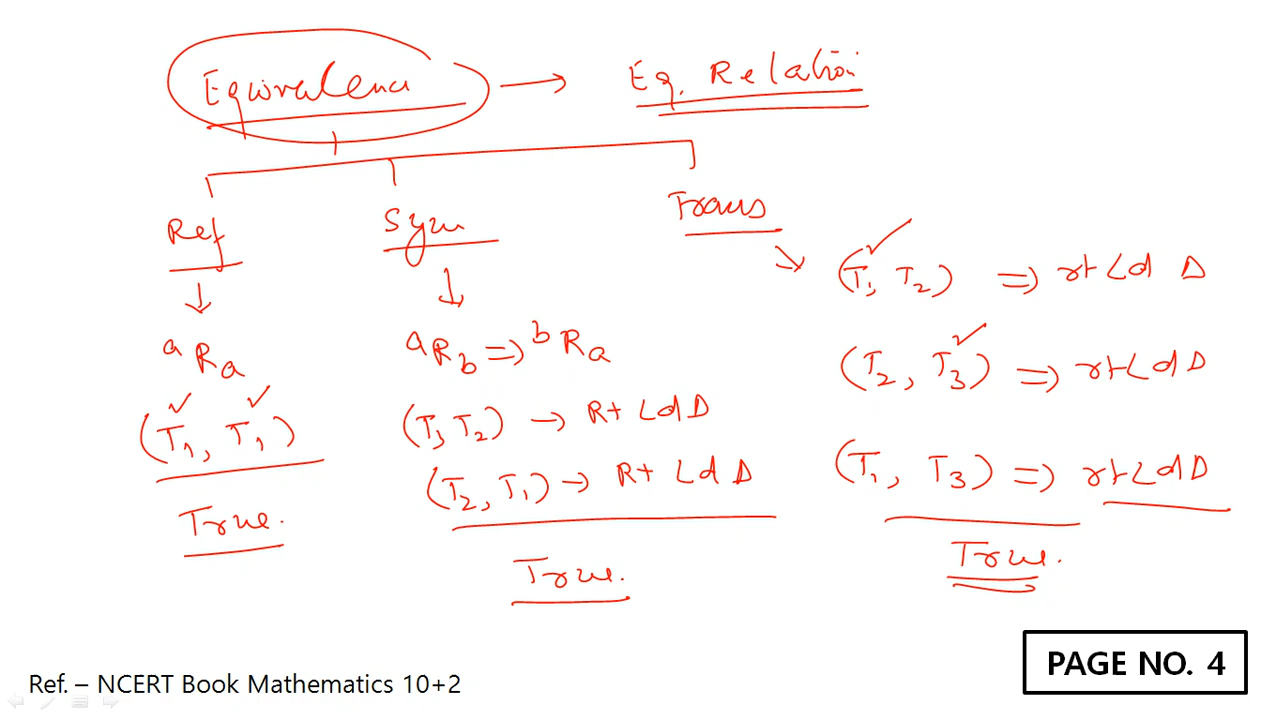 Equivalence → Eq. Relation
Ref
Sym
Trans
aRa
(T1, T1)
True.
aRb => bRa
(T1 T2) → Rt ∠d Δ
(T2, T1) → Rt ∠d Δ
True.
(T1, T2) => rt ∠d Δ
(T2, T3) => rt ∠d Δ
(T1, T3) => rt ∠d Δ
True.
PAGE NO. 4
Ref. – NCERT Book Mathematics 10+2